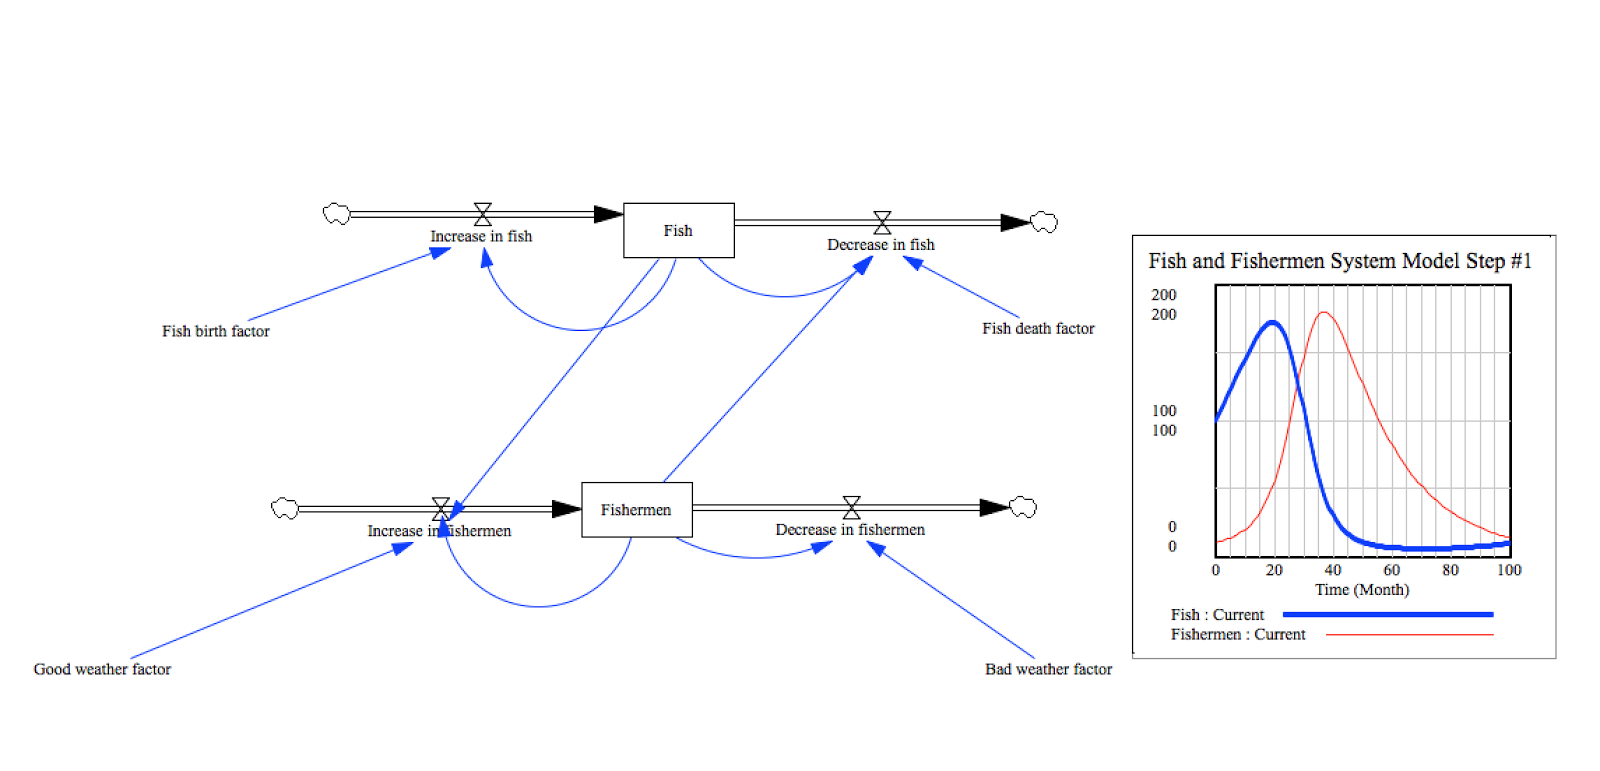 Increase in fish
Fish
Decrease in fish
Fish birth factor
Fish death factor
Increase in fishermen
Fishermen
Decrease in fishermen
Good weather factor
Bad weather factor
Fish and Fishermen System Model Step #1
200
200
100
100
0
0
0 20 40 60 80 100
Time (Month)
Fish : Current
Fishermen : Current